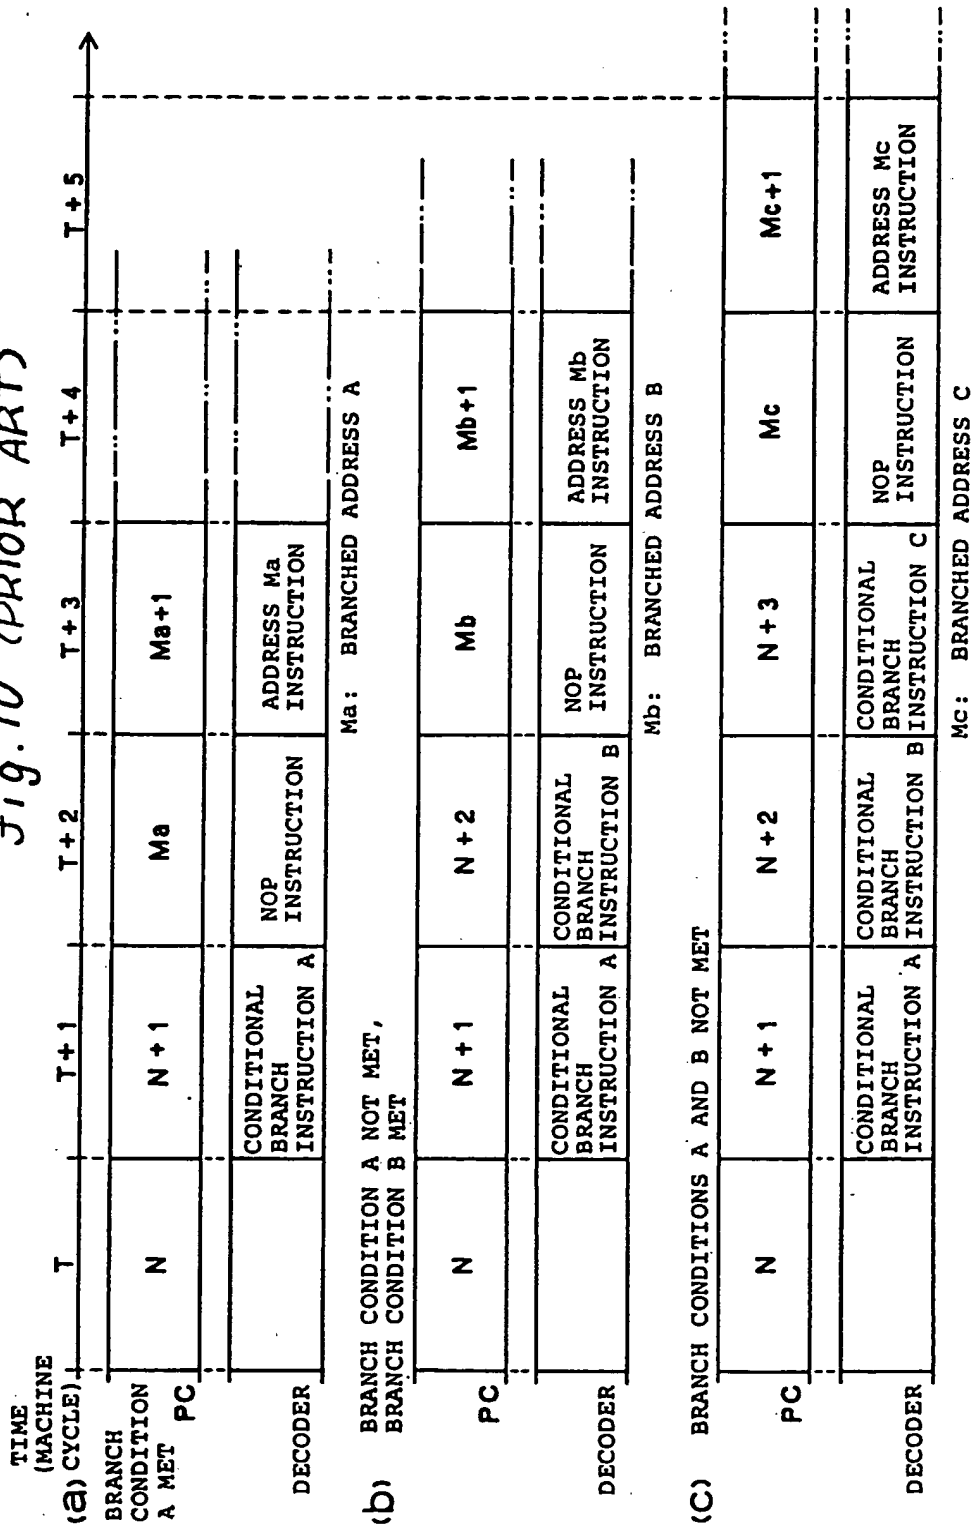 Fig. 10 (PRIOR ART)
TIME
(MACHINE
CYCLE)
T
T+1
T+2
T+3
T+4
T+5
(a)
BRANCH
CONDITION
A MET
PC
N
N+1
Ma
Ma+1
DECODER
CONDITIONAL
BRANCH
INSTRUCTION A
NOP
INSTRUCTION
ADDRESS Ma
INSTRUCTION
Ma: BRANCHED ADDRESS A
(b)
BRANCH CONDITION A NOT MET,
BRANCH CONDITION B MET
PC
N
N+1
N+2
Mb
Mb+1
DECODER
CONDITIONAL
BRANCH
INSTRUCTION A
CONDITIONAL
BRANCH
INSTRUCTION B
NOP
INSTRUCTION
ADDRESS Mb
INSTRUCTION
Mb: BRANCHED ADDRESS B
(C)
BRANCH CONDITIONS A AND B NOT MET
PC
N
N+1
N+2
N+3
Mc
Mc+1
DECODER
CONDITIONAL
BRANCH
INSTRUCTION A
CONDITIONAL
BRANCH
INSTRUCTION B
CONDITIONAL
BRANCH
INSTRUCTION C
NOP
INSTRUCTION
ADDRESS Mc
INSTRUCTION
Mc: BRANCHED ADDRESS C